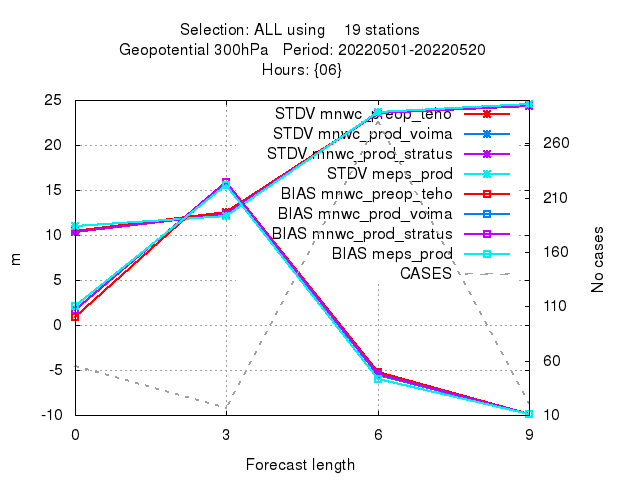 Selection: ALL using 19 stations
Geopotential 300hPa Period: 20220501-20220520
Hours: {06}
25
20
15
10
5
0
-5
-10
m
STDV mnwc_preop_teho
STDV mnwc_prod_voima
STDV mnwc_prod_stratus
STDV meps_prod
BIAS mnwc_preop_teho
BIAS mnwc_prod_voima
BIAS mnwc_prod_stratus
BIAS meps_prod
CASES
260
210
160
110
60
10
No cases
0 3 6 9
Forecast length